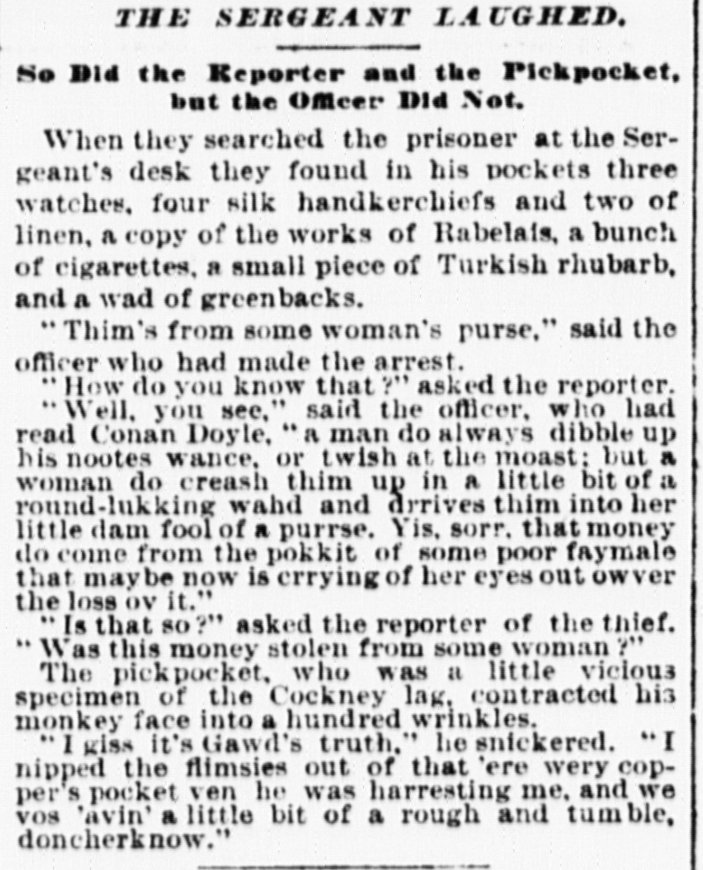 THE SERGEANT LAUGHED.
So Did the Reporter and the Pickpocket,
but the Officer Did Not.
When they searched the prisoner at the Ser-
geant's desk they found in his pockets three
watches, four silk handkerchiefs and two of
linen, a copy of the works of Rabelais, a bunch
of cigarettes, a small piece of Turkish rhubarb,
and a wad of greenbacks.
"Thim's from some woman's purse," said the
officer who had made the arrest.
"How do you know that?" asked the reporter.
"Well, you see," said the officer, who had
read Conan Doyle, "a man do always dibble up
his nootes wance, or twish at the moast; but a
woman do creash thim up in a little bit of a
round-lukking wahd and drrives thim into her
little dam fool of a purrse. Yis, sorr, that money
do come from the pokkit of some poor faymale
that maybe now is crrying of her eyes out owver
the loss ov it."
"Is that so?" asked the reporter of the thief.
"Was this money stolen from some woman?"
The pickpocket, who was a little vicious
specimen of the Cockney lag, contracted his
monkey face into a hundred wrinkles.
"I giss it's Gawd's truth," he snickered. "I
nipped the flimsies out of that 'ere wery cop-
per's pocket ven he was harresting me, and we
vos 'avin' a little bit of a rough and tumble,
doncherknow."